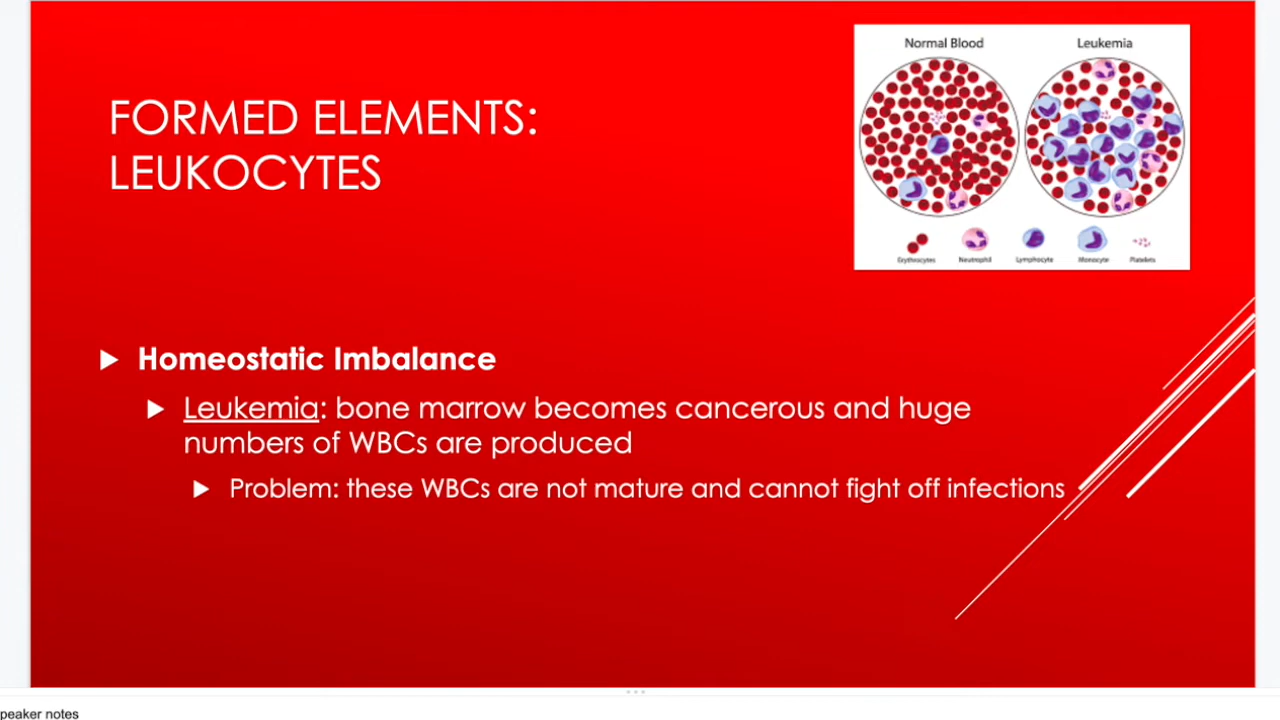 FORMED ELEMENTS:
LEUKOCYTES
Normal Blood
Leukemia
Erythrocytes
Neutrophil
Lymphocyte
Monocyte
Platelets
Homeostatic Imbalance
Leukemia: bone marrow becomes cancerous and huge
numbers of WBCs are produced
Problem: these WBCs are not mature and cannot fight off infections
peaker notes